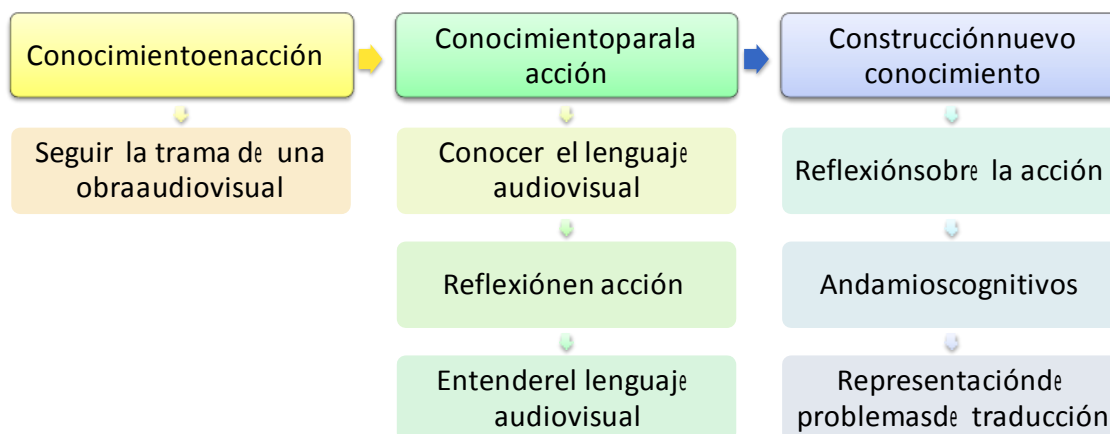 Conocimientoenacción
Conocimientoparala
acción
Construcciónnuevo
conocimiento
Seguir la trama de una
obraaudiovisual
Conocer el lenguaje
audiovisual
Reflexiónen acción
Entenderel lenguaje
audiovisual
Reflexiónsobre la acción
Andamioscognitivos
Representaciónde
problemasde traducción